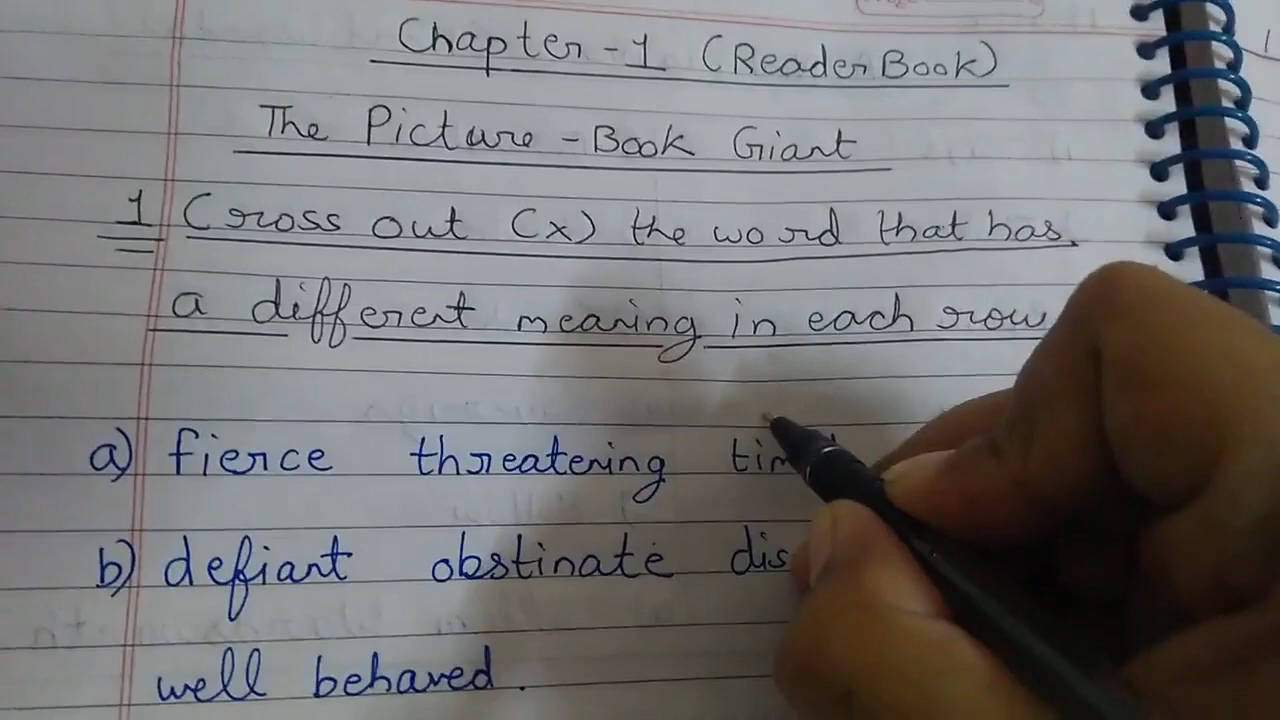 Chapter-1 (Reader Book)
The Picture-Book Giant
1 Cross out (x) the word that has
a different meaning in each row
a) fierce threatering
b) defiant obstinate
well behaved.